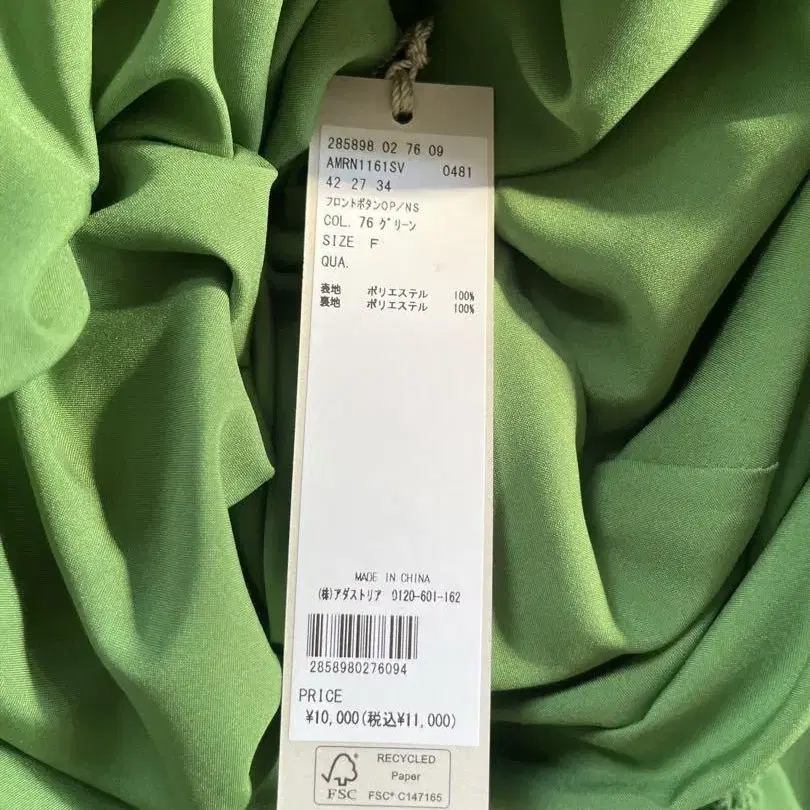 285898 02 76 09
AMRN1161SV 0481
42 27 34
フロントボタンOP/NS
COL. 76 グリーン
SIZE F
QUA.
表地 ポリエステル 100%
裏地 ポリエステル 100%
MADE IN CHINA
(株)アダストリア 0120-601-162
2858980276094
PRICE
¥10,000(税込¥11,000)
RECYCLED
Paper
FSC FSC® C147165